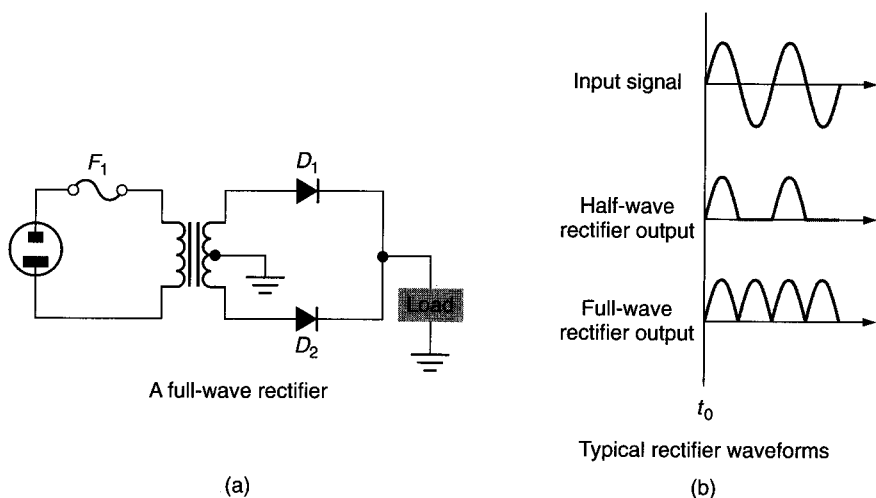 F1
D1
D2
Load
A full-wave rectifier
(a)
Input signal
Half-wave
rectifier output
Full-wave
rectifier output
t0
Typical rectifier waveforms
(b)